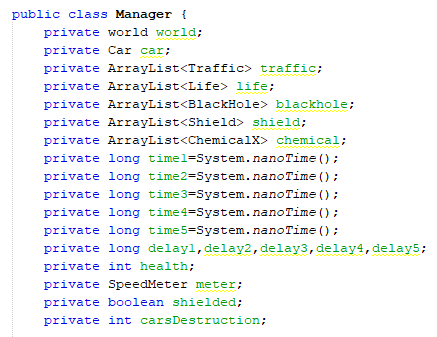 public class Manager {
private world world;
private Car car;
private ArrayList<Traffic> traffic;
private ArrayList<Life> life;
private ArrayList<BlackHole> blackhole;
private ArrayList<Shield> shield;
private ArrayList<ChemicalX> chemical;
private long time1=System.nanoTime();
private long time2=System.nanoTime();
private long time3=System.nanoTime();
private long time4=System.nanoTime();
private long time5=System.nanoTime();
private long delay1,delay2,delay3,delay4,delay5;
private int health;
private SpeedMeter meter;
private boolean shielded;
private int carsDestruction;